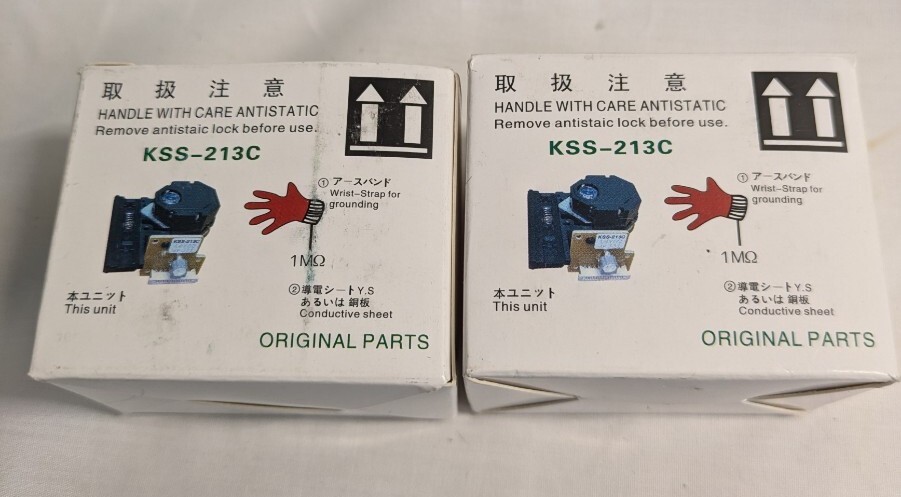 取扱注意
HANDLE WITH CARE ANTISTATIC
Remove antistaic lock before use.
KSS-213C
① アースバンド
Wrist-Strap for
grounding
KSS-213C
1MΩ
本ユニット
This unit
②導電シートY.S
あるいは 銅板
Conductive sheet
ORIGINAL PARTS
取扱注意
HANDLE WITH CARE ANTISTATIC
Remove antistaic lock before use.
KSS-213C
① アースバンド
Wrist-Strap for
grounding
KSS-213C
1MΩ
本ユニット
This unit
②導電シートY.S
あるいは 銅板
Conductive sheet
ORIGINAL PARTS